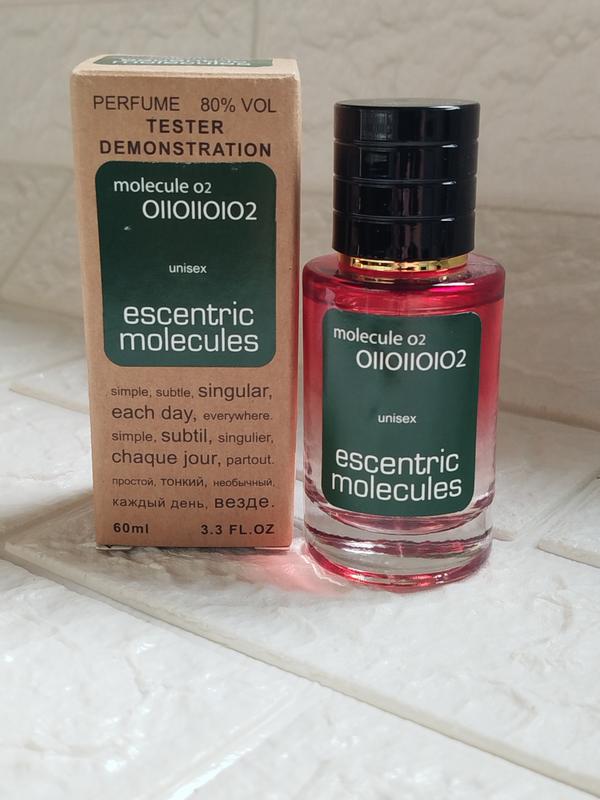 PERFUME 80% VOL
TESTER
DEMONSTRATION
molecule 02
0110110102
unisex
escentric
molecules
simple, subtle, singular,
each day, everywhere.
simple, subtil, singulier,
chaque jour, partout.
простой, тонкий, необычный,
каждый день, везде.
60ml 3.3 FL.OZ
molecule 02
0110110102
unisex
escentric
molecules